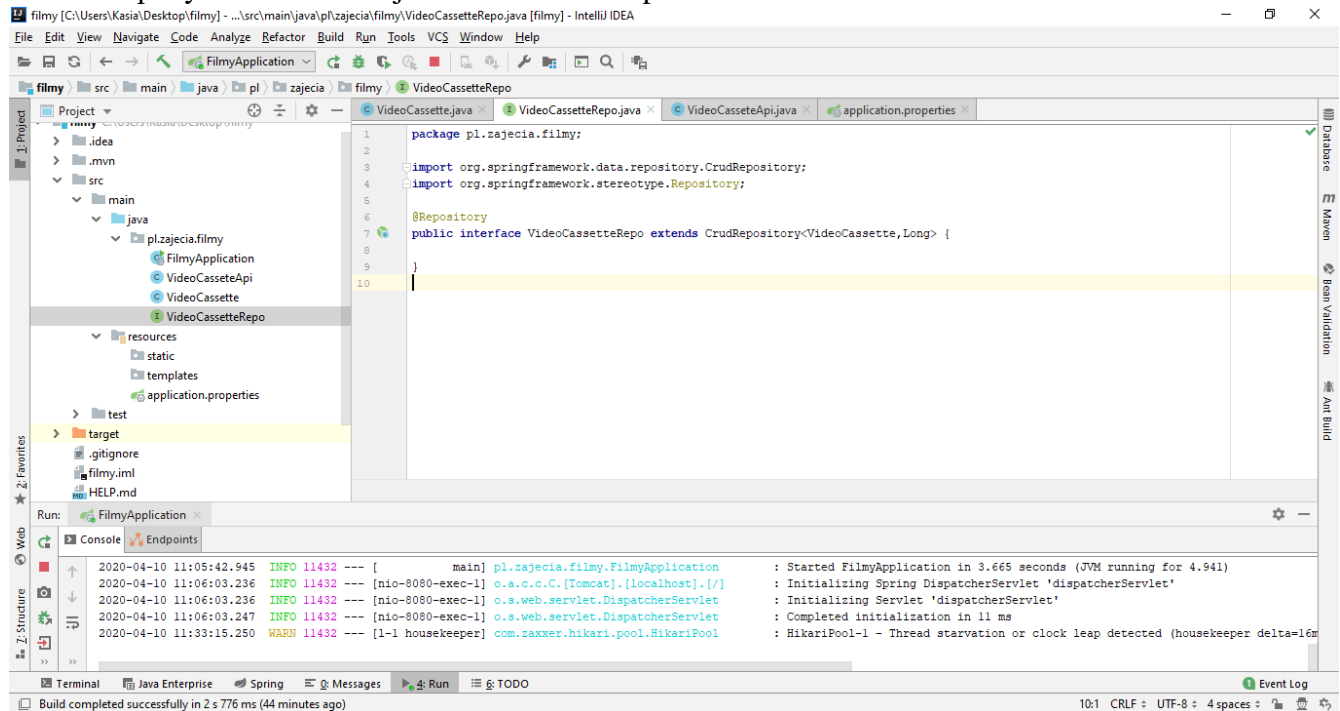 filmy [C:\Users\Kasia\Desktop\filmy] - ...\src\main\java\pl\zajecia\filmy\VideoCassetteRepo.java [filmy] - IntelliJ IDEA
File Edit View Navigate Code Analyze Refactor Build Run Tools VCS Window Help
FilmyApplication
filmy src main java pl zajecia filmy VideoCassetteRepo
1: Project
Project
VideoCassette.java VideoCassetteRepo.java VideoCasseteApi.java application.properties
filmy C:\Users\Kasia\Desktop\filmy
.idea
.mvn
src
main
java
pl.zajecia.filmy
FilmyApplication
VideoCasseteApi
VideoCassette
VideoCassetteRepo
resources
static
templates
application.properties
test
target
.gitignore
filmy.iml
HELP.md
1 package pl.zajecia.filmy;
2
3 import org.springframework.data.repository.CrudRepository;
4 import org.springframework.stereotype.Repository;
5
6 @Repository
7 public interface VideoCassetteRepo extends CrudRepository<VideoCassette,Long> {
8
9 }
10
Database
Maven
Bean Validation
Ant Build
2: Favorites
Web
7: Structure
Run: FilmyApplication
Console Endpoints
2020-04-10 11:05:42.945 INFO 11432 --- [ main] pl.zajecia.filmy.FilmyApplication : Started FilmyApplication in 3.665 seconds (JVM running for 4.941)
2020-04-10 11:06:03.236 INFO 11432 --- [nio-8080-exec-1] o.a.c.c.C.[Tomcat].[localhost].[/] : Initializing Spring DispatcherServlet 'dispatcherServlet'
2020-04-10 11:06:03.236 INFO 11432 --- [nio-8080-exec-1] o.s.web.servlet.DispatcherServlet : Initializing Servlet 'dispatcherServlet'
2020-04-10 11:06:03.247 INFO 11432 --- [nio-8080-exec-1] o.s.web.servlet.DispatcherServlet : Completed initialization in 11 ms
2020-04-10 11:33:15.250 WARN 11432 --- [l-1 housekeeper] com.zaxxer.hikari.pool.HikariPool : HikariPool-1 - Thread starvation or clock leap detected (housekeeper delta=16m
Terminal Java Enterprise Spring 0: Messages 4: Run 6: TODO 1 Event Log
Build completed successfully in 2 s 776 ms (44 minutes ago) 10:1 CRLF UTF-8 4 spaces